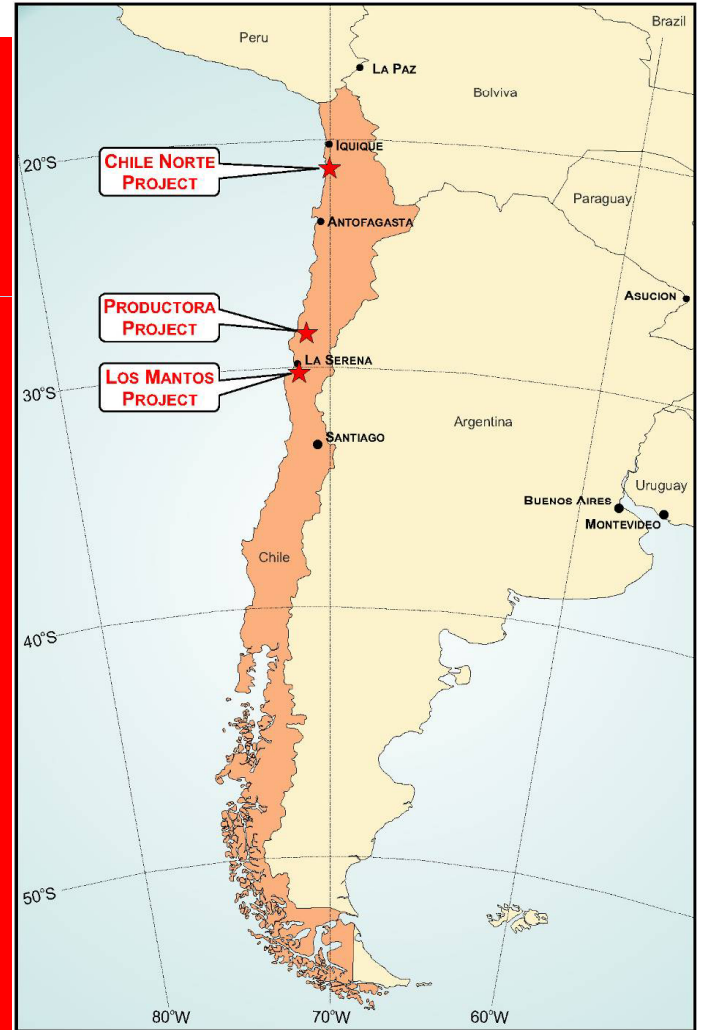 Brazil
Peru
LA PAZ
Bolviva
IQUIQUE
CHILE NORTE
PROJECT
20°S
Paraguay
ANTOFAGASTA
ASUCION
PRODUCTORA
PROJECT
LA SERENA
LOS MANTOS
PROJECT
30°S
Argentina
SANTIAGO
Uruguay
BUENOS AIRES
MONTEVIDEO
Chile
40°S
50°S
80°W
70°W
60°W